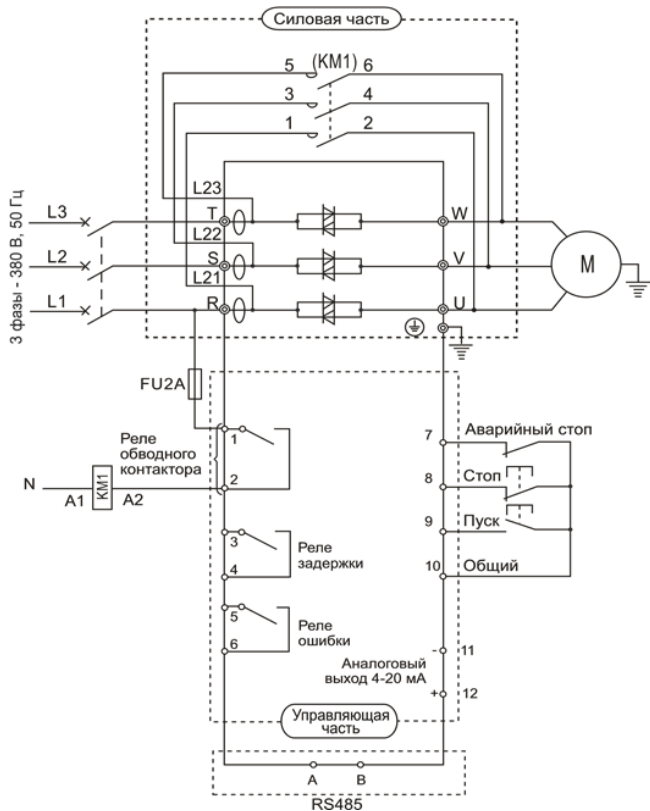 Силовая часть
5 (KM1) 6
3 4
1 2
3 фазы - 380 В, 50 Гц
L23
L3 T W
L22
L2 S V M
L21
L1 R U
FU2A
Реле
обводного
контактора
1
2
N A1 KM1 A2
7 Аварийный стоп
8 Стоп
9 Пуск
10 Общий
3
4
Реле
задержки
5
6
Реле
ошибки
Аналоговый
выход 4-20 мА
- 11
+ 12
Управляющая
часть
A B
RS485